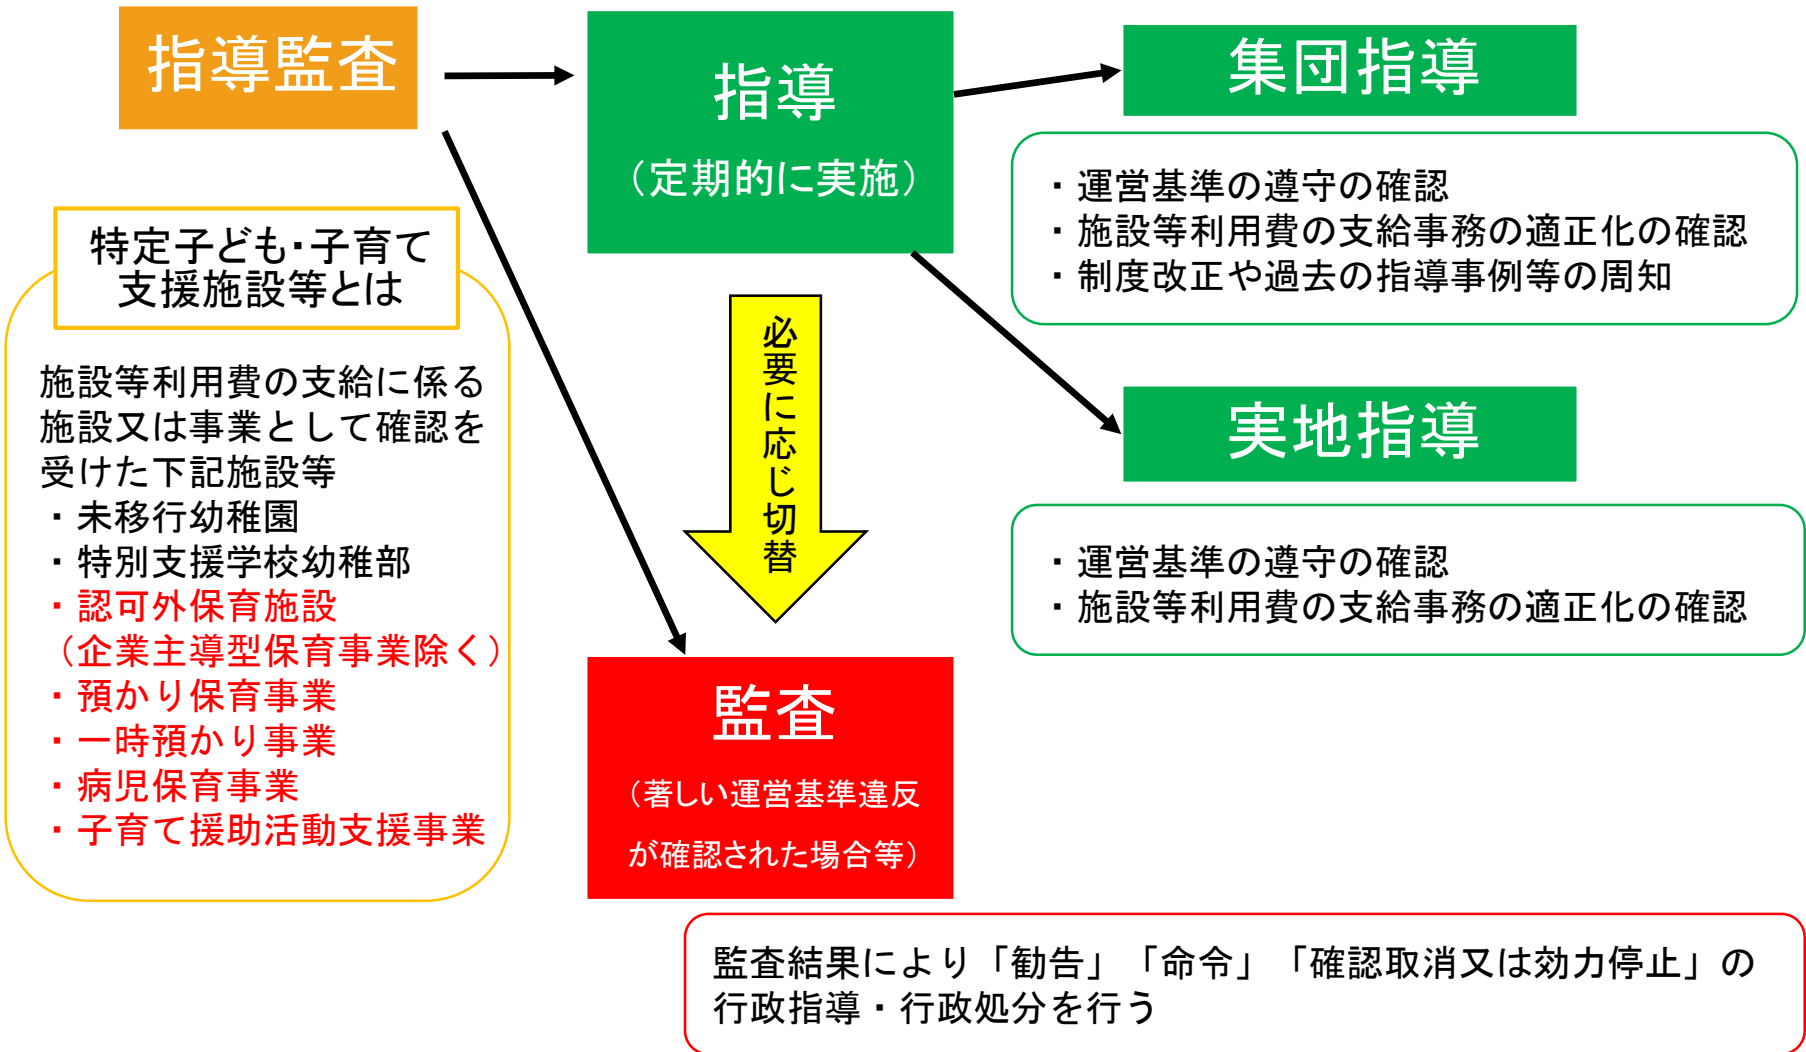 指導監査
指導
（定期的に実施）
集団指導
・運営基準の遵守の確認
・施設等利用費の支給事務の適正化の確認
・制度改正や過去の指導事例等の周知
特定子ども・子育て
支援施設等とは
施設等利用費の支給に係る
施設又は事業として確認を
受けた下記施設等
・未移行幼稚園
・特別支援学校幼稚部
・認可外保育施設
（企業主導型保育事業除く）
・預かり保育事業
・一時預かり事業
・病児保育事業
・子育て援助活動支援事業
必要に応じ切替
実地指導
・運営基準の遵守の確認
・施設等利用費の支給事務の適正化の確認
監査
（著しい運営基準違反
が確認された場合等）
監査結果により「勧告」「命令」「確認取消又は効力停止」の
行政指導・行政処分を行う